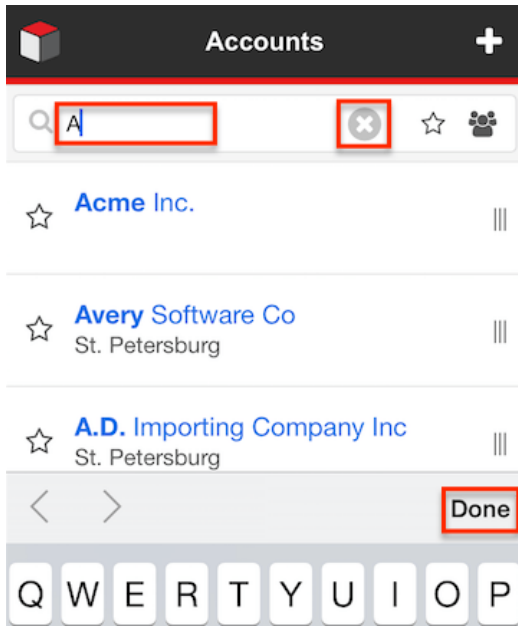 Accounts
A
Acme Inc.
Avery Software Co
St. Petersburg
A.D. Importing Company Inc
St. Petersburg
Done
Q W E R T Y U I O P